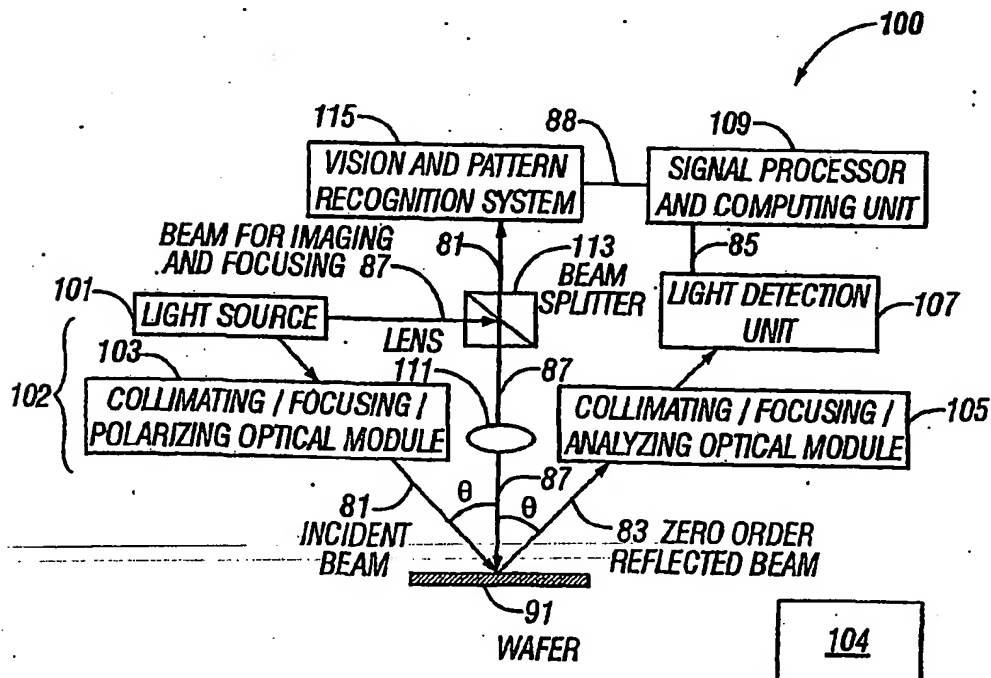 100
115
88
109
VISION AND PATTERN
RECOGNITION SYSTEM
SIGNAL PROCESSOR
AND COMPUTING UNIT
BEAM FOR IMAGING
AND FOCUSING 87
81
113
BEAM
SPLITTER
85
101
LIGHT SOURCE
LIGHT DETECTION
UNIT
107
102
103
LENS
111
87
COLLIMATING / FOCUSING /
POLARIZING OPTICAL MODULE
COLLIMATING / FOCUSING /
ANALYZING OPTICAL MODULE
105
81
INCIDENT
BEAM
θ
87
θ
83 ZERO ORDER
REFLECTED BEAM
91
WAFER
104